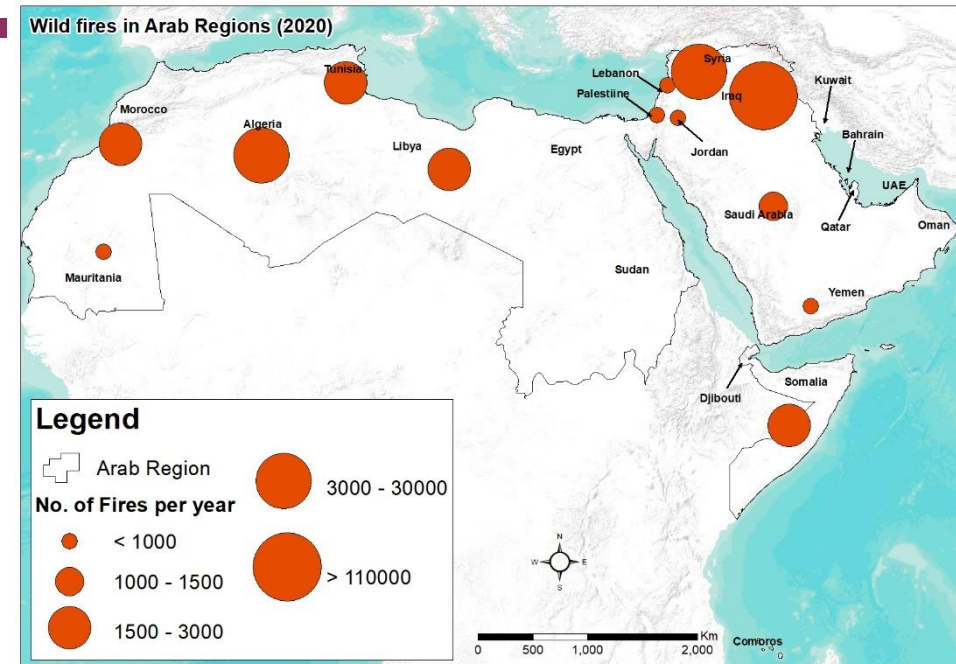 Wild fires in Arab Regions (2020)
Tunisia
Morocco
Algeria
Libya
Egypt
Mauritania
Sudan
Lebanon
Palestiine
Syria
Iraq
Jordan
Kuwait
Bahrain
UAE
Saudi Arabia
Qatar
Oman
Yemen
Djibouti
Somalia
Comoros
Legend
Arab Region
No. of Fires per year
< 1000
1000 - 1500
1500 - 3000
3000 - 30000
> 110000
N
W E
S
0 500 1,000 2,000 Km